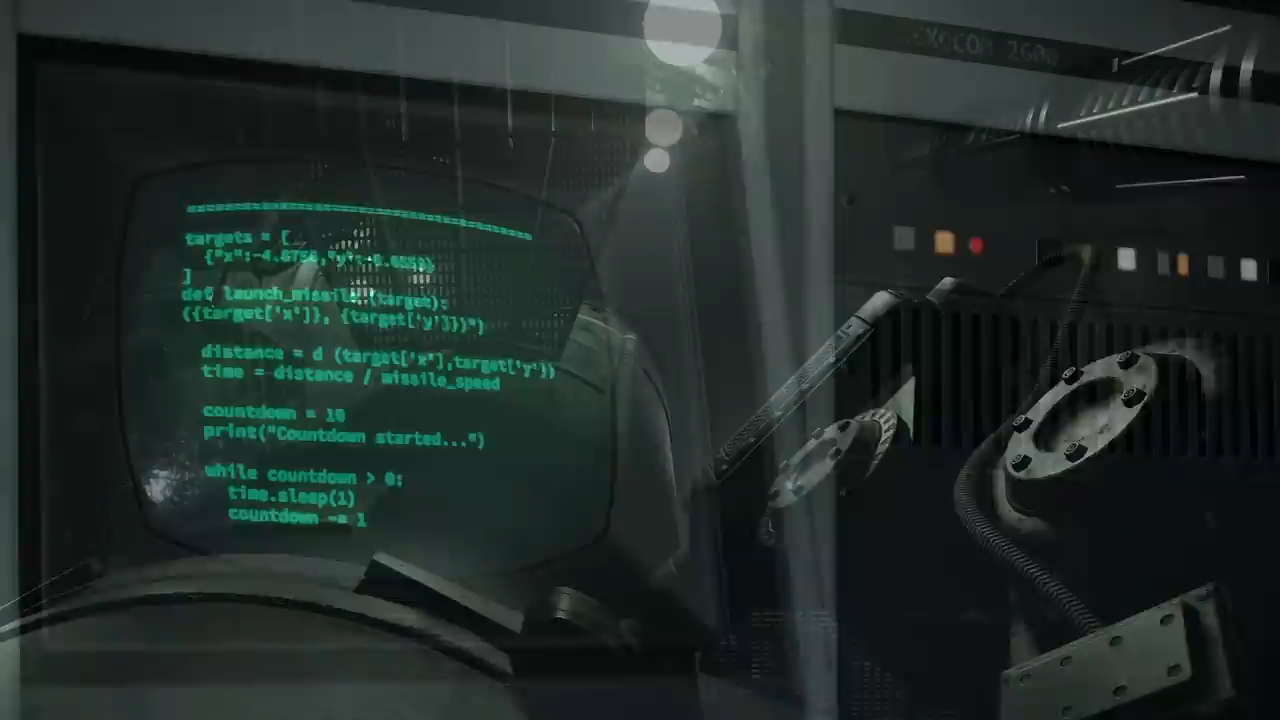 targets = [
]
def launch_missile (target):
({target['x']}, {target['y']})")
distance = d (target['x'],target['y'])
time = distance / missile_speed
countdown = 10
print("Countdown started...")
while countdown > 0:
time.sleep(1)
countdown -= 1
2600